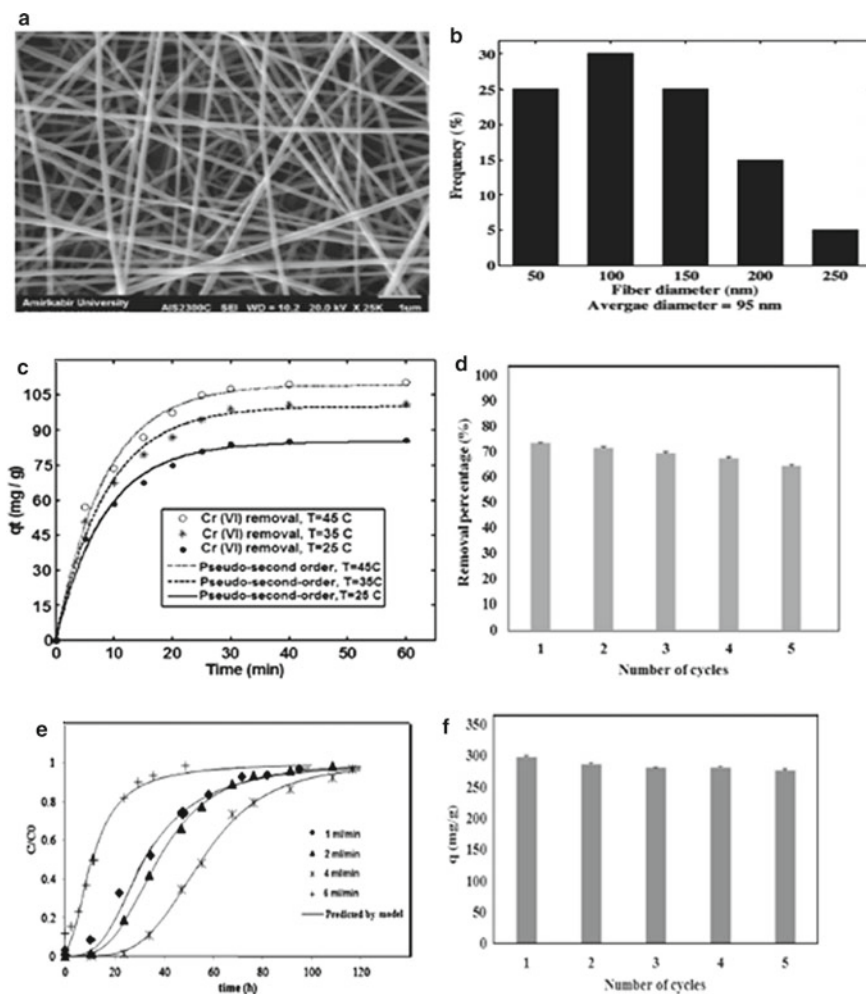 a
Amirkabir University
AIS2300C SEI WD = 10.2 20.0 kV X 25K 1um
b
Frequency (%)
30
25
20
15
10
5
0
50 100 150 200 250
Fiber diameter (nm)
Avergae diameter = 95 nm
c
qt (mg / g)
105
90
75
60
45
30
15
0
Cr (VI) removal, T=45 C
Cr (VI) removal, T=35 C
Cr (VI) removal, T=25 C
Pseudo-second order, T=45C
Pseudo-second-order, T=35C
Pseudo-second-order,T=25 C
0 10 20 30 40 50 60
Time (min)
d
Removal percentage (%)
100
90
80
70
60
50
40
30
20
10
0
1 2 3 4 5
Number of cycles
e
C/C0
1
0.8
0.6
0.4
0.2
0
1 ml/min
2 ml/min
4 ml/min
6 ml/min
Predicted by model
0 20 40 60 80 100 120
time (h)
f
q (mg/g)
350
300
250
200
150
100
50
0
1 2 3 4 5
Number of cycles